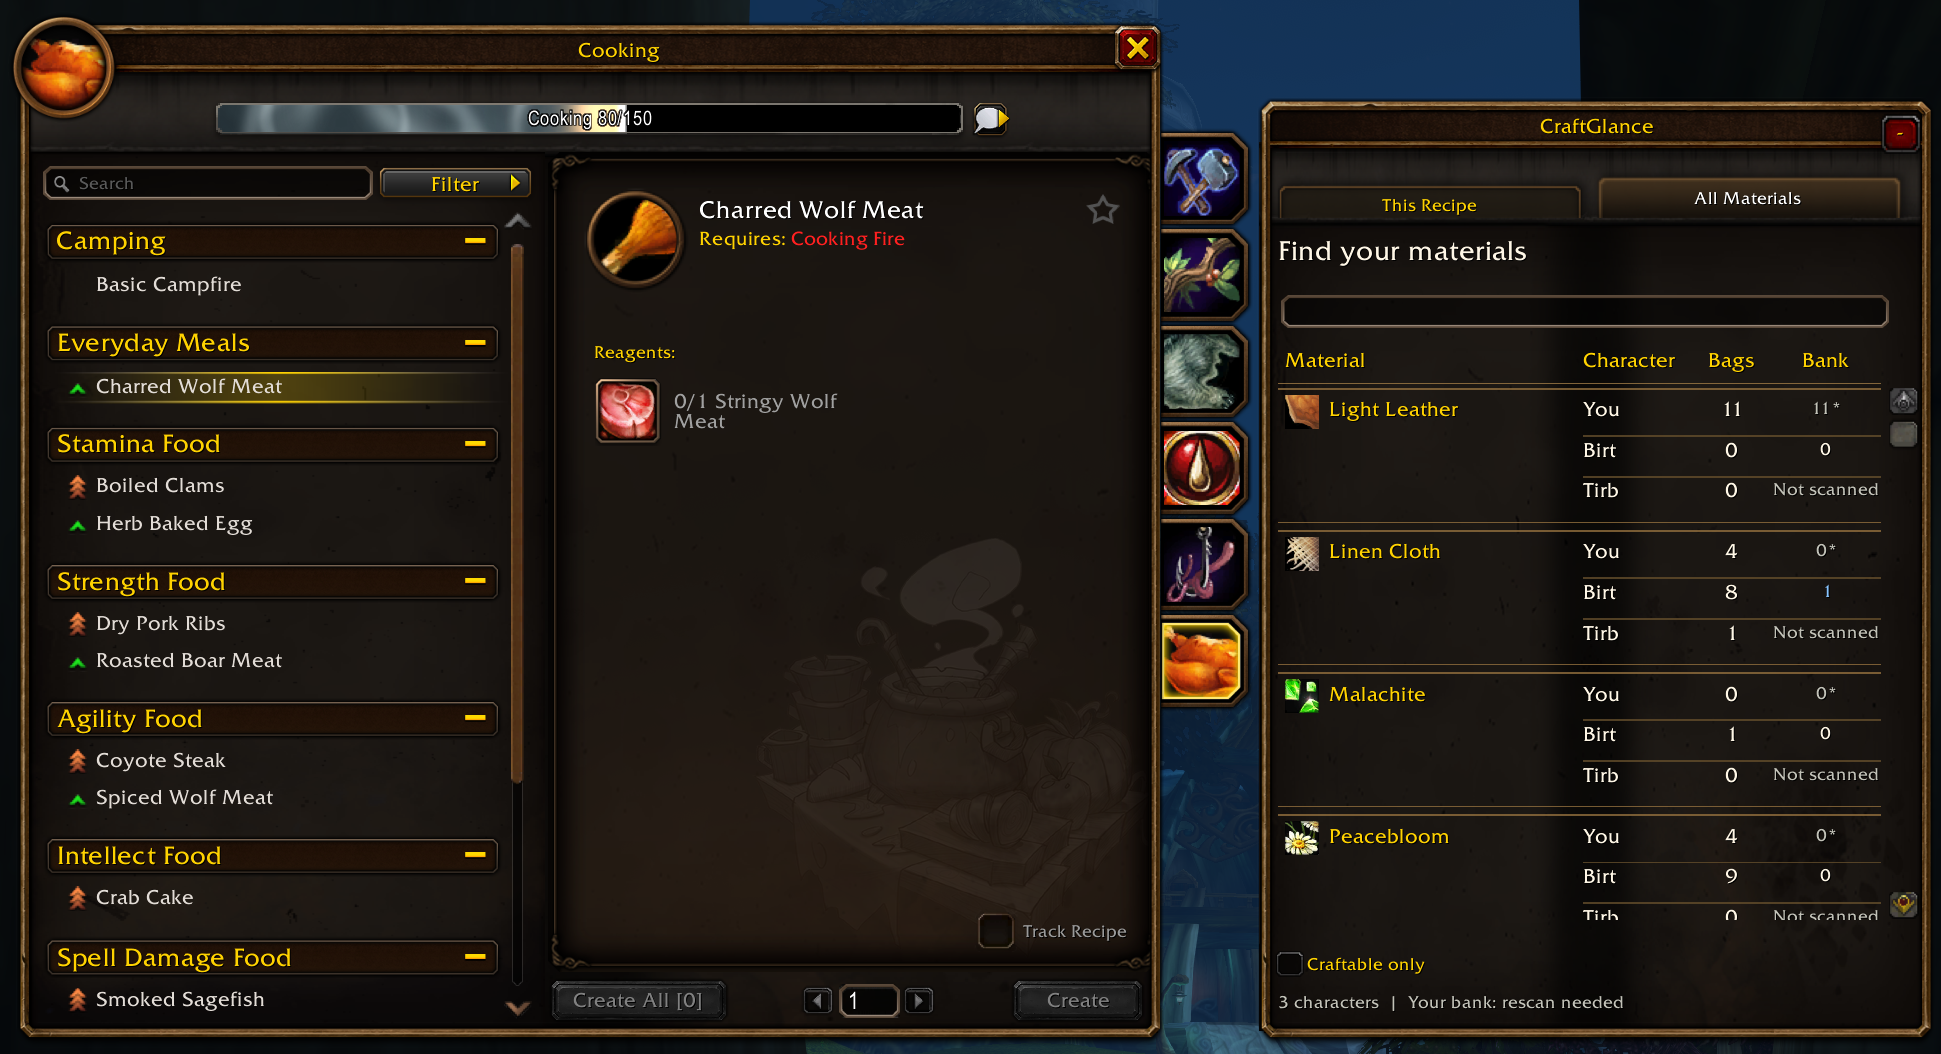 Cooking
Cooking 80/150
Search
Filter
Camping
Basic Campfire
Everyday Meals
Charred Wolf Meat
Stamina Food
Boiled Clams
Herb Baked Egg
Strength Food
Dry Pork Ribs
Roasted Boar Meat
Agility Food
Coyote Steak
Spiced Wolf Meat
Intellect Food
Crab Cake
Spell Damage Food
Smoked Sagefish
Charred Wolf Meat
Requires: Cooking Fire
Reagents:
0/1 Stringy Wolf
Meat
Track Recipe
Create All [0]
1
Create
CraftGlance
-
This Recipe
All Materials
Find your materials
Material Character Bags Bank
Light Leather You 11 11*
Birt 0 0
Tirb 0 Not scanned
Linen Cloth You 4 0*
Birt 8 1
Tirb 1 Not scanned
Malachite You 0 0*
Birt 1 0
Tirb 0 Not scanned
Peacebloom You 4 0*
Birt 9 0
Tirb 0 Not scanned
Craftable only
3 characters | Your bank: rescan needed